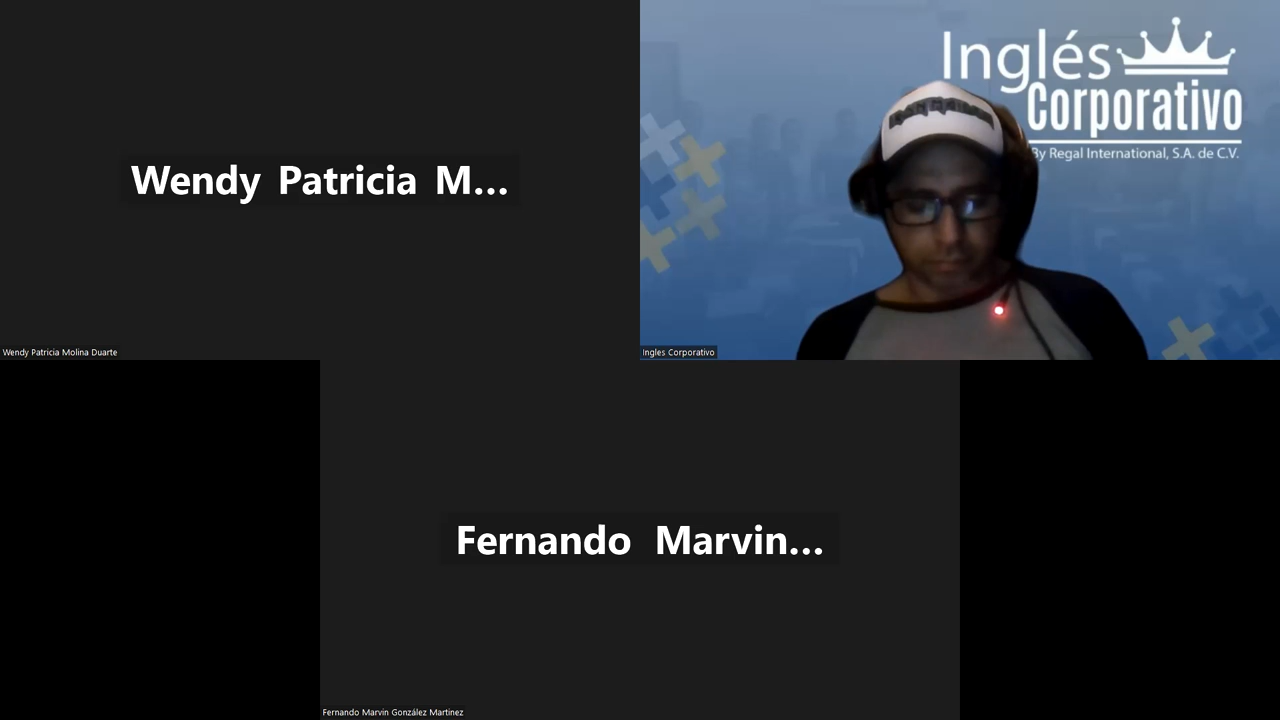 Wendy Patricia M...
Wendy Patricia Molina Duarte
Inglés
Corporativo
By Regal International, S.A. de C.V.
Ingles Corporativo
Fernando Marvin...
Fernando Marvin González Martinez